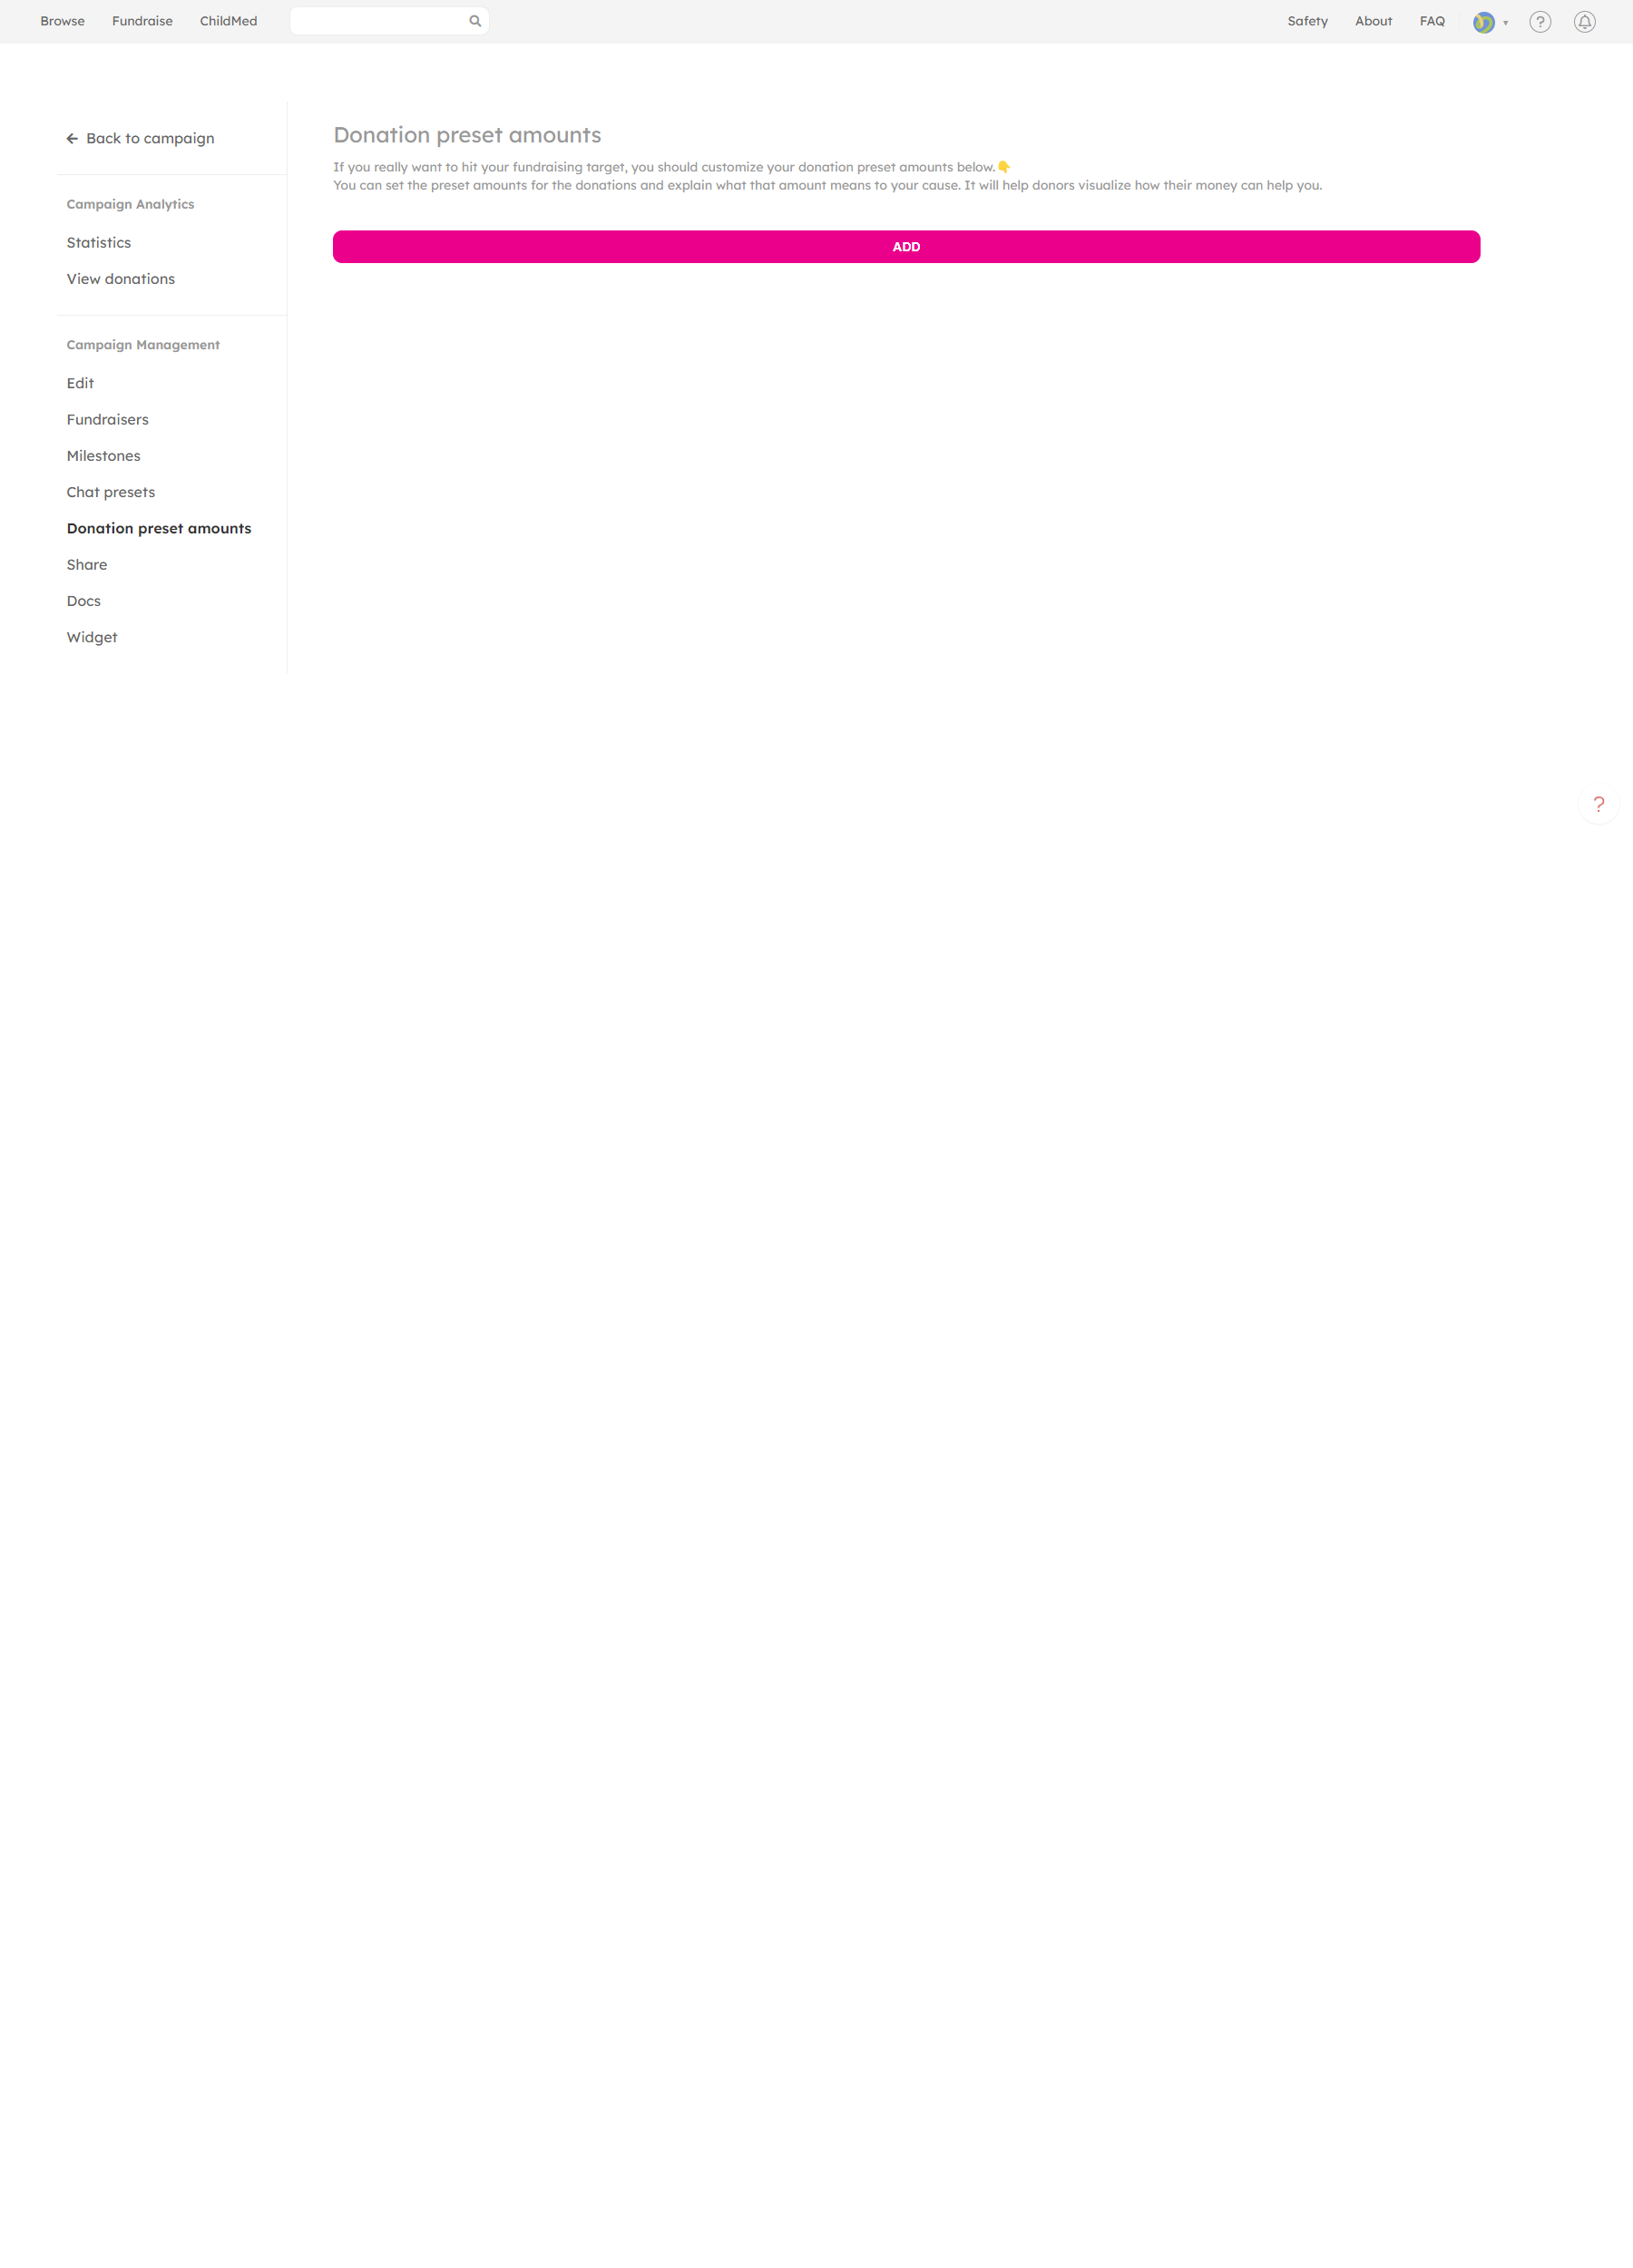 Browse
Fundraise
ChildMed
Safety
About
FAQ
?
Back to campaign
Campaign Analytics
Statistics
View donations
Campaign Management
Edit
Fundraisers
Milestones
Chat presets
Donation preset amounts
Share
Docs
Widget
Donation preset amounts
If you really want to hit your fundraising target, you should customize your donation preset amounts below.👇
You can set the preset amounts for the donations and explain what that amount means to your cause. It will help donors visualize how their money can help you.
ADD
?